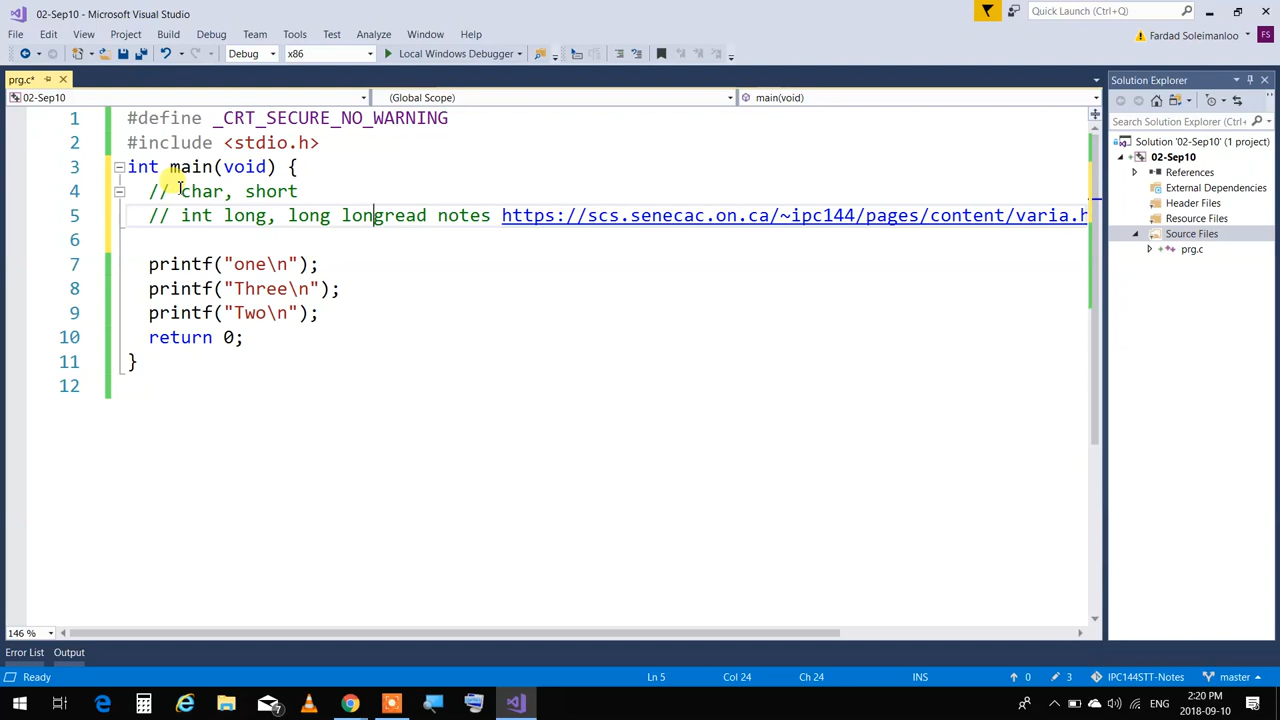 02-Sep10 - Microsoft Visual Studio
Quick Launch (Ctrl+Q)
File Edit View Project Build Debug Team Tools Test Analyze Window Help
Fardad Soleimanloo FS
Debug x86 Local Windows Debugger
prg.c*
Solution Explorer
02-Sep10 (Global Scope) main(void)
Search Solution Explorer (Ctrl+;)
1 #define _CRT_SECURE_NO_WARNING
2 #include <stdio.h>
3 int main(void) {
4 // char, short
5 // int long, long longread notes https://scs.senecac.on.ca/~ipc144/pages/content/varia.h
6
7 printf("one\n");
8 printf("Three\n");
9 printf("Two\n");
10 return 0;
11 }
12
Solution '02-Sep10' (1 project)
02-Sep10
References
External Dependencies
Header Files
Resource Files
Source Files
prg.c
146 %
Error List Output
Ready Ln 5 Col 24 Ch 24 INS 0 3 IPC144STT-Notes master
7
ENG
2:20 PM
2018-09-10